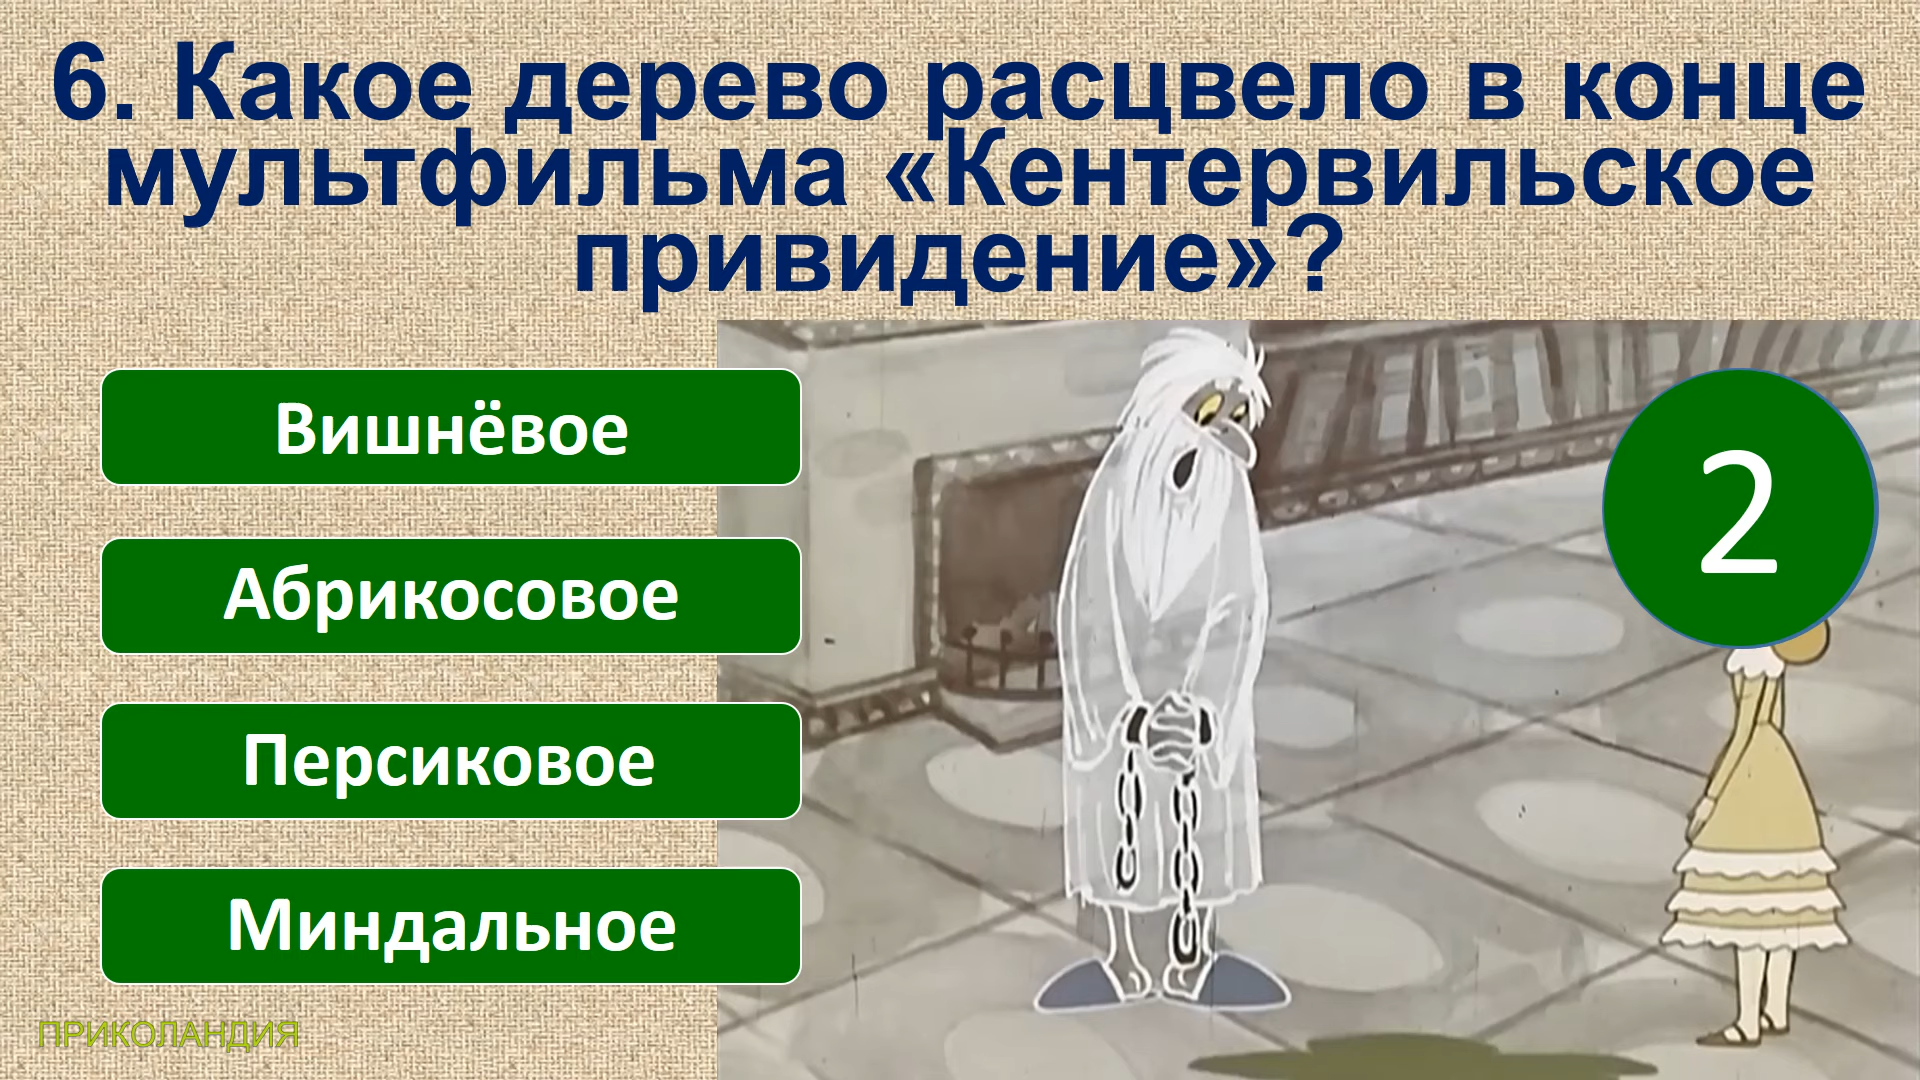 6. Какое дерево расцвело в конце
мультфильма «Кентервильское
привидение»?
Вишнёвое
Абрикосовое
Персиковое
Миндальное
2
ПРИКОЛАНДИЯ